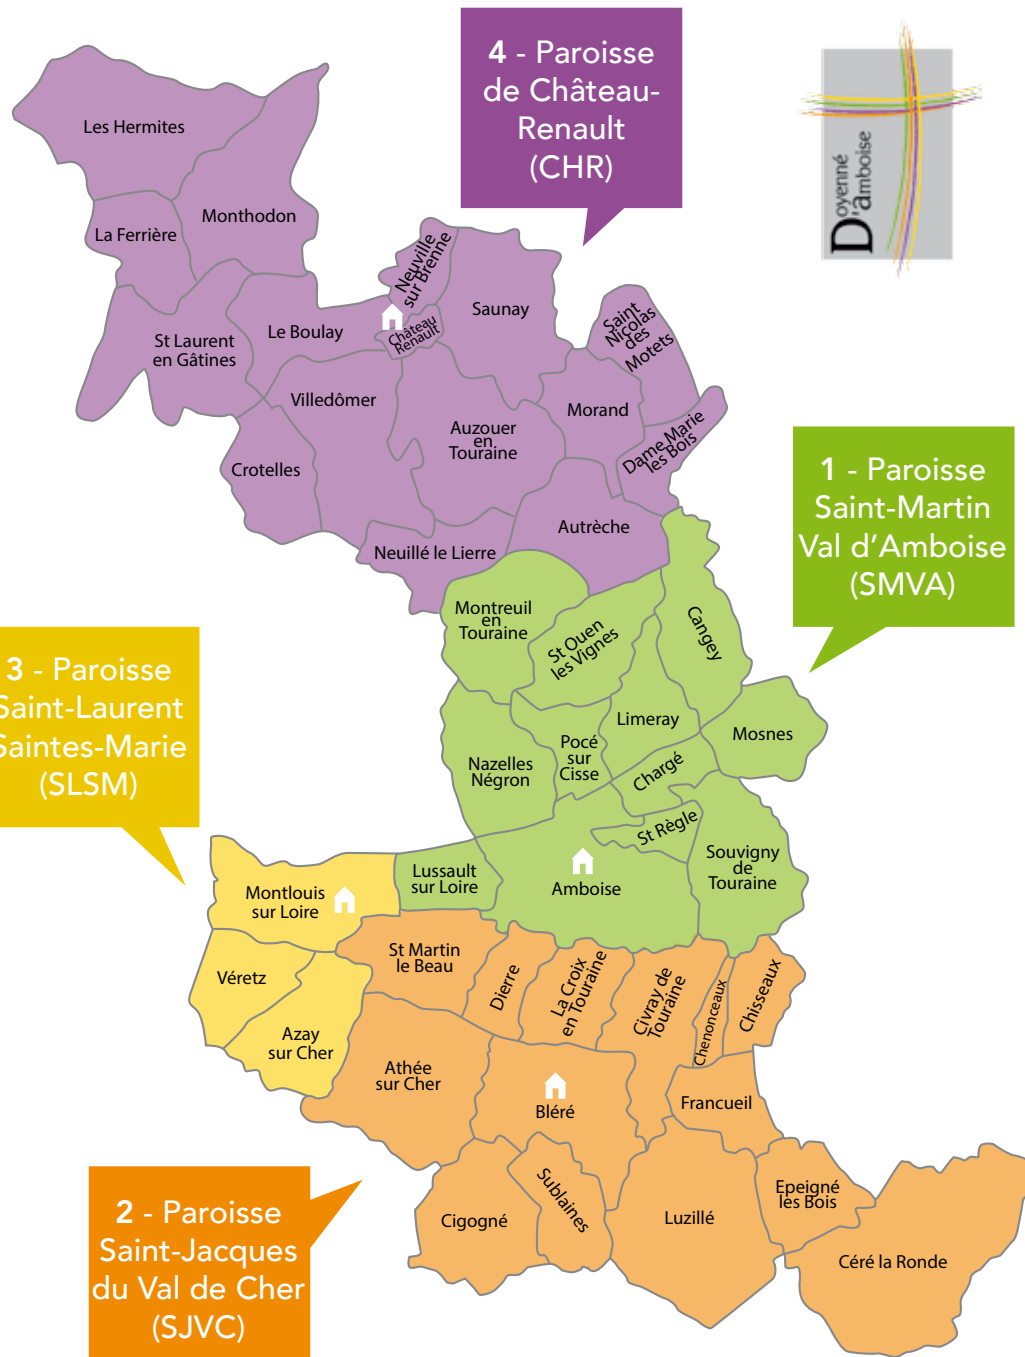 4 - Paroisse
de Château-
Renault
(CHR)
Doyenné
d'amboise
Les Hermites
Monthodon
La Ferrière
Neuville
sur Brenne
Saunay
St Laurent
en Gâtines
Le Boulay
Château
Renault
Saint
Nicolas
des
Motets
Villedômer
Morand
Auzouer
en
Touraine
Dame Marie
les Bois
Crotelles
Autrèche
Neuillé le Lierre
1 - Paroisse
Saint-Martin
Val d’Amboise
(SMVA)
Montreuil
en
Touraine
St Ouen
les Vignes
Cangey
3 - Paroisse
Saint-Laurent
Saintes-Marie
(SLSM)
Limeray
Mosnes
Nazelles
Négron
Pocé
sur
Cisse
Chargé
St Règle
Souvigny
de
Touraine
Lussault
sur Loire
Amboise
Montlouis
sur Loire
St Martin
le Beau
Véretz
Dierre
La Croix
en Touraine
Civray de
Touraine
Chenonceaux
Chisseaux
Azay
sur Cher
Athée
sur Cher
Bléré
Francueil
2 - Paroisse
Saint-Jacques
du Val de Cher
(SJVC)
Cigogné
Sublaines
Luzillé
Epeigné
les Bois
Céré la Ronde